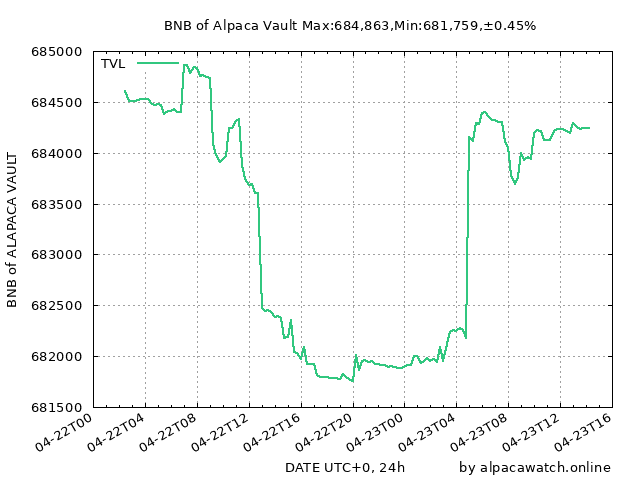 BNB of Alpaca Vault Max:684,863,Min:681,759,±0.45%
TVL
685000
684500
684000
683500
683000
682500
682000
681500
BNB of ALAPACA VAULT
04-22T00
04-22T04
04-22T08
04-22T12
04-22T16
04-22T20
04-23T00
04-23T04
04-23T08
04-23T12
04-23T16
DATE UTC+0, 24h
by alpacawatch.online